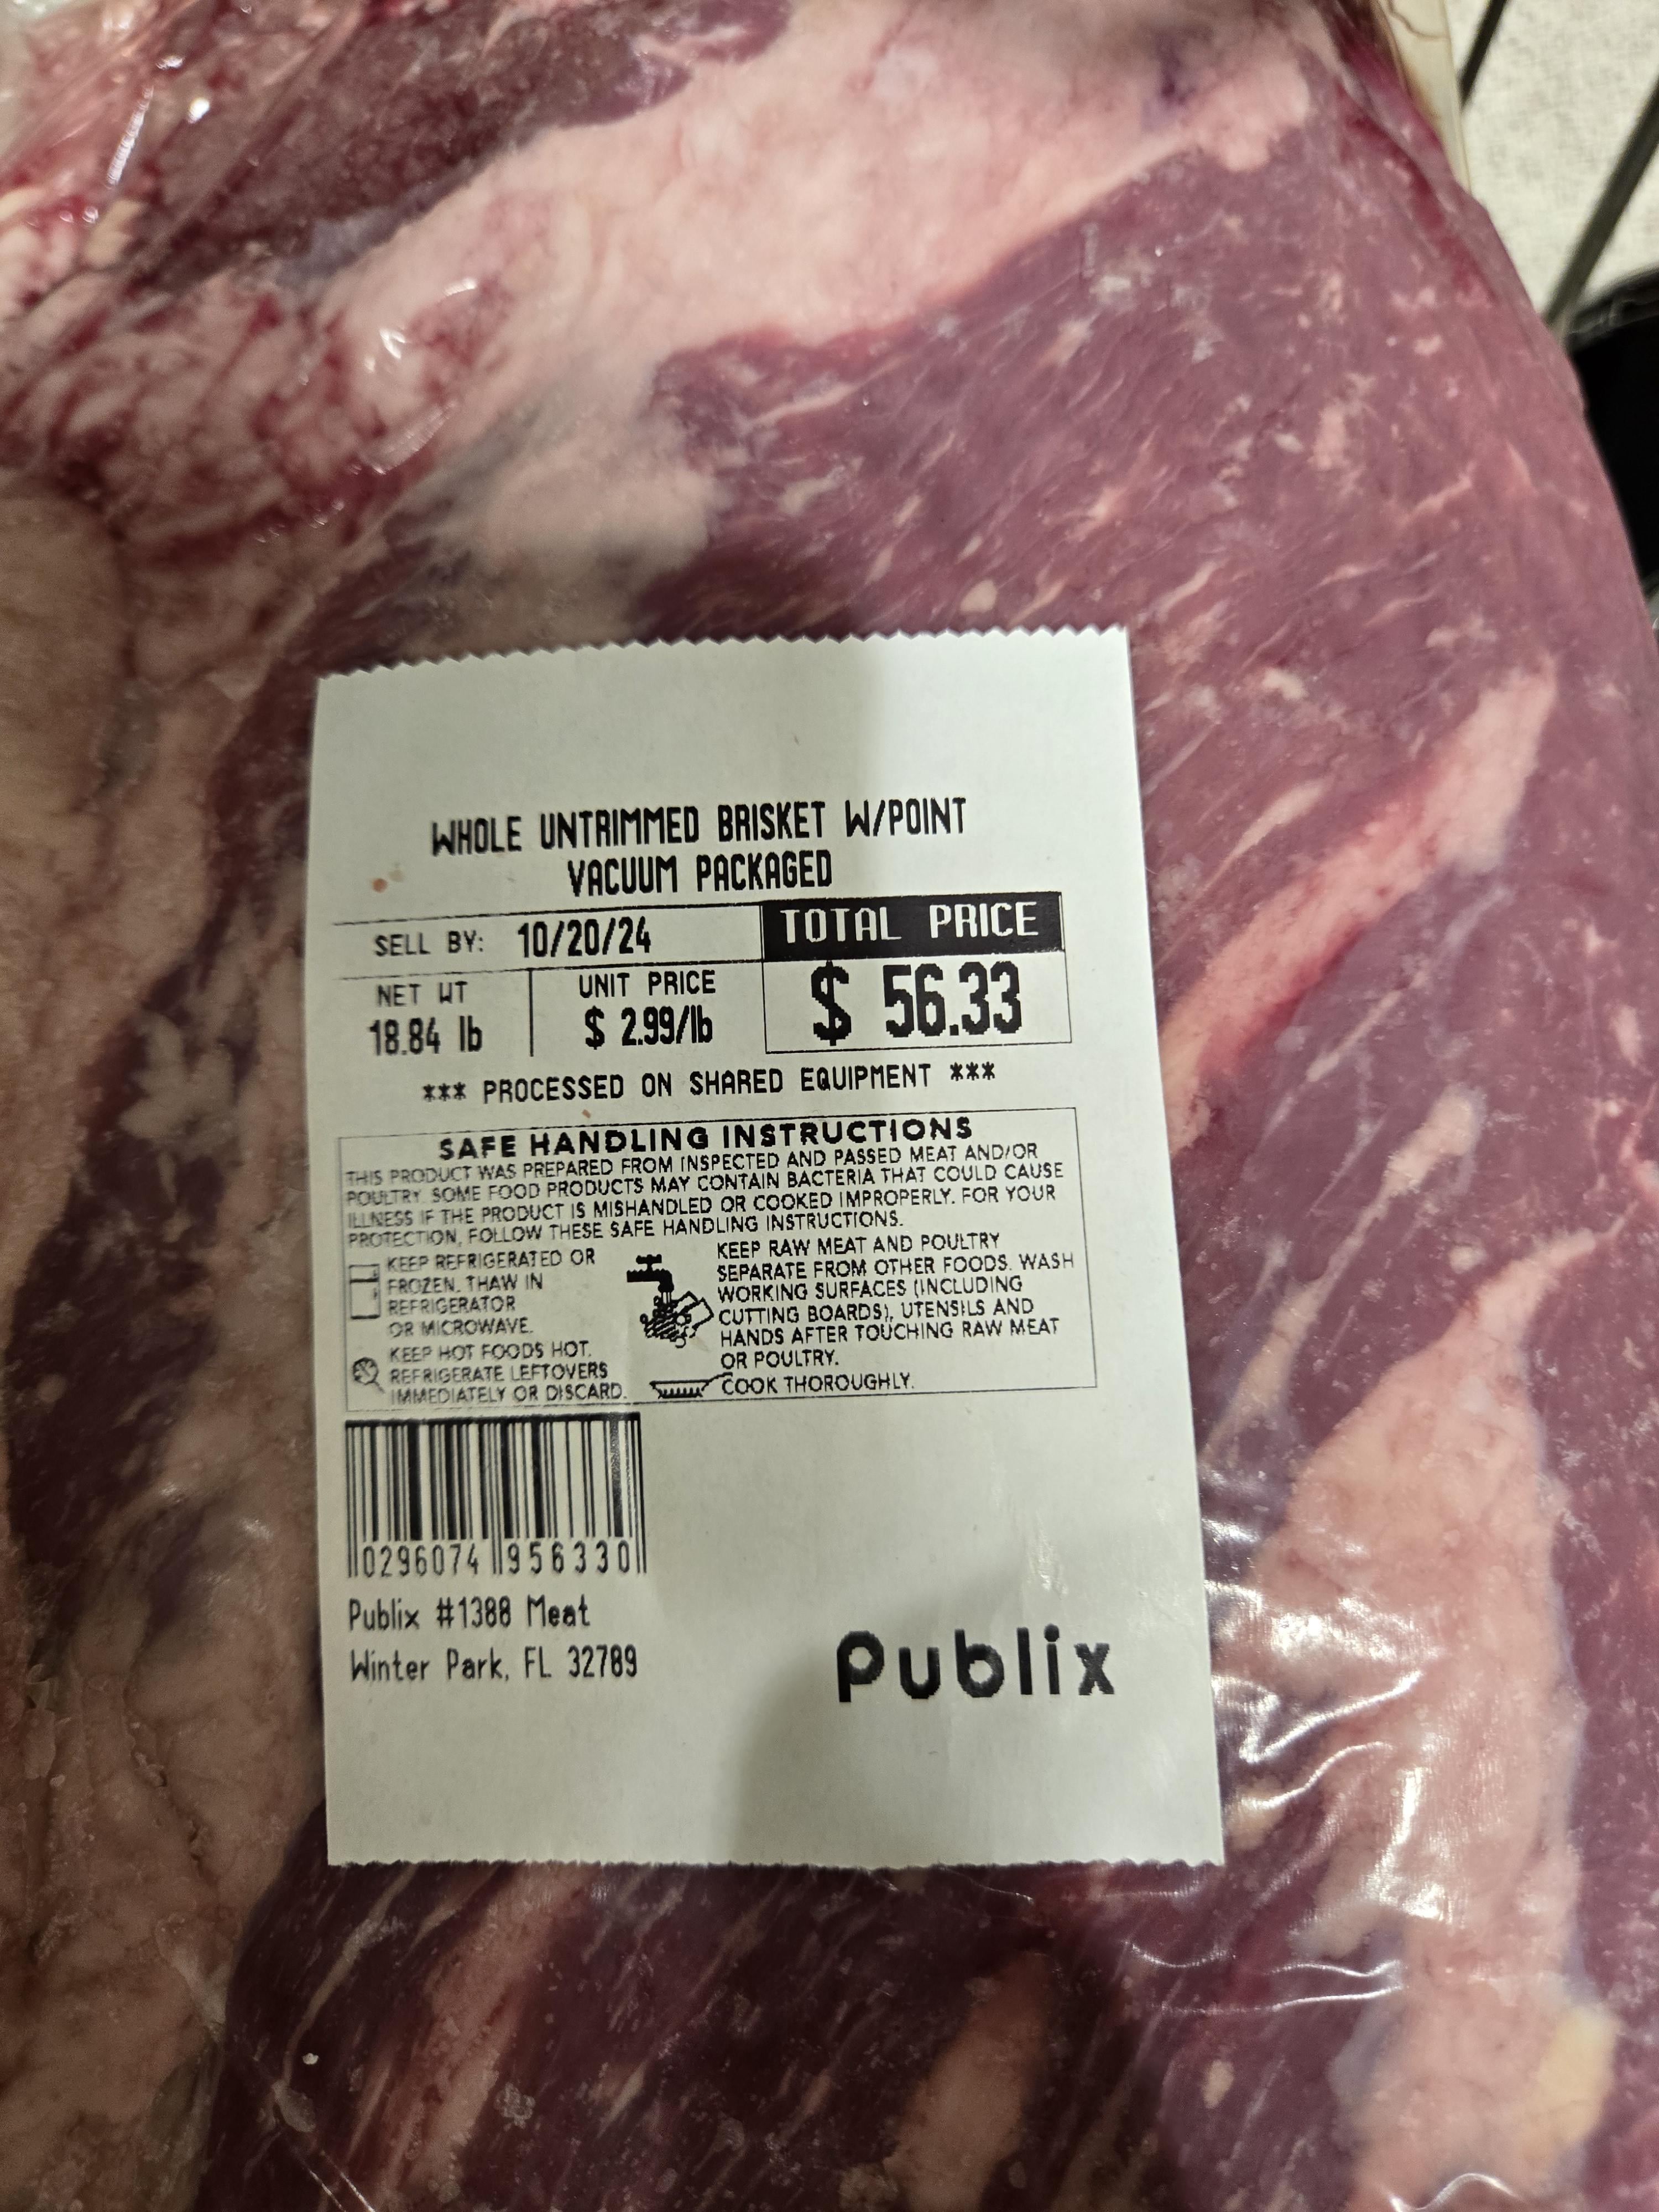 WHOLE UNTRIMMED BRISKET W/POINT
VACUUM PACKAGED
SELL BY: 10/20/24
TOTAL PRICE
NET WT
18.84 lb
UNIT PRICE
$ 2.99/lb
$ 56.33
*** PROCESSED ON SHARED EQUIPMENT ***
SAFE HANDLING INSTRUCTIONS
THIS PRODUCT WAS PREPARED FROM INSPECTED AND PASSED MEAT AND/OR
POULTRY. SOME FOOD PRODUCTS MAY CONTAIN BACTERIA THAT COULD CAUSE
ILLNESS IF THE PRODUCT IS MISHANDLED OR COOKED IMPROPERLY. FOR YOUR
PROTECTION, FOLLOW THESE SAFE HANDLING INSTRUCTIONS.
KEEP REFRIGERATED OR
FROZEN. THAW IN
REFRIGERATOR
OR MICROWAVE.
KEEP HOT FOODS HOT.
REFRIGERATE LEFTOVERS
IMMEDIATELY OR DISCARD.
KEEP RAW MEAT AND POULTRY
SEPARATE FROM OTHER FOODS. WASH
WORKING SURFACES (INCLUDING
CUTTING BOARDS), UTENSILS AND
HANDS AFTER TOUCHING RAW MEAT
OR POULTRY.
COOK THOROUGHLY.
0296074 956330
Publix #1388 Meat
Winter Park, FL 32789
Publix